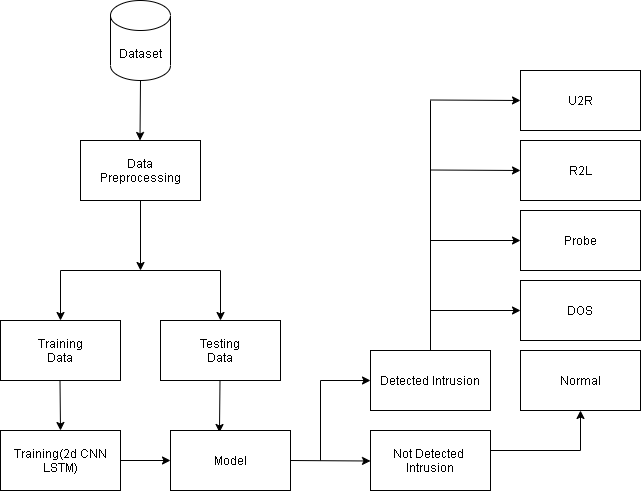 Dataset
Data
Preprocessing
Training
Data
Testing
Data
Training(2d CNN
LSTM)
Model
Detected Intrusion
Not Detected
Intrusion
U2R
R2L
Probe
DOS
Normal